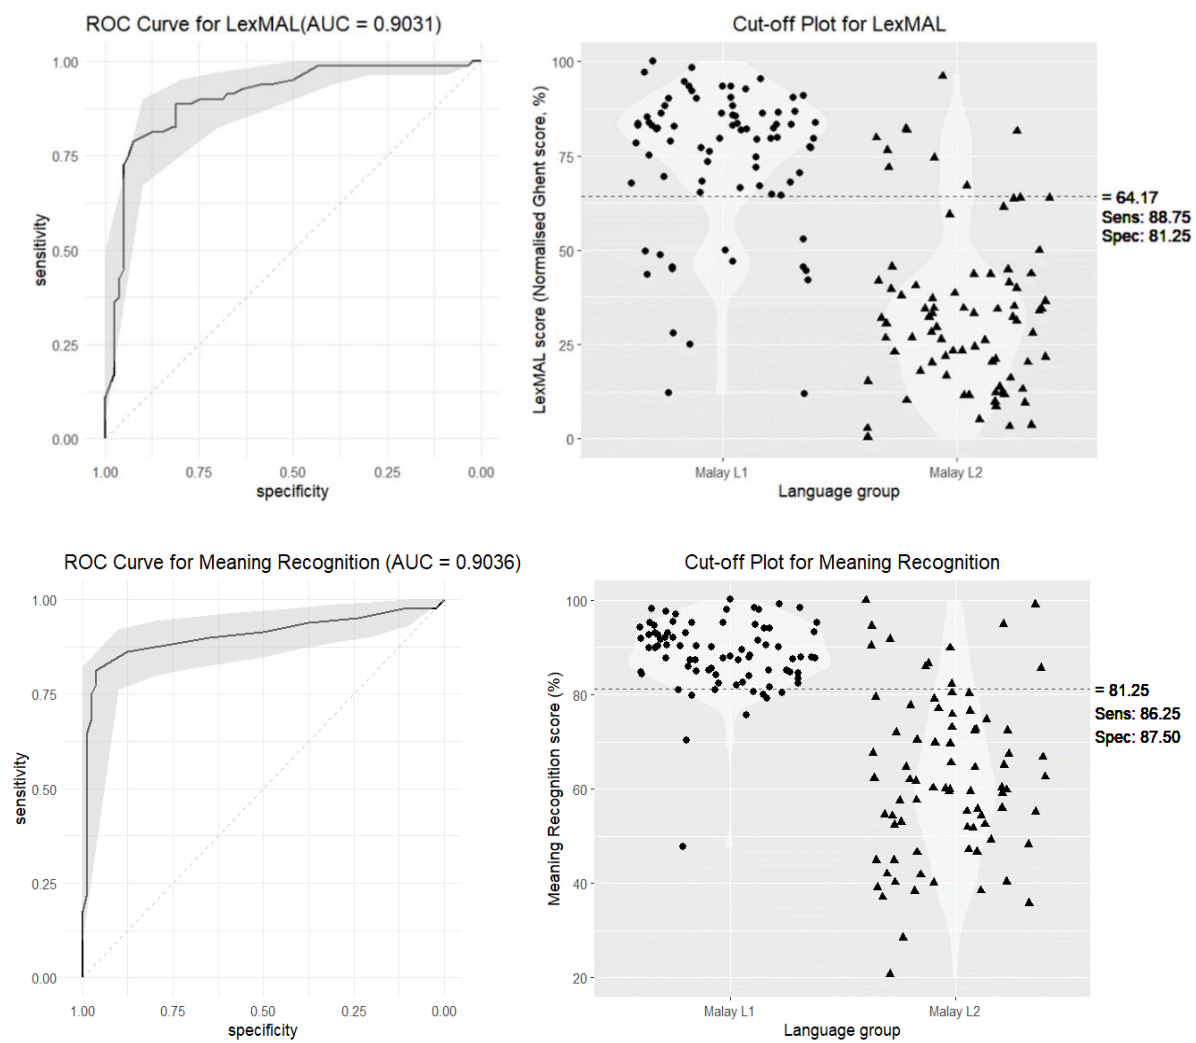 ROC Curve for LexMAL(AUC = 0.9031)
1.00
0.75
0.50
0.25
0.00
sensitivity
1.00 0.75 0.50 0.25 0.00
specificity
Cut-off Plot for LexMAL
100
75
50
25
0
LexMAL score (Normalised Ghent score, %)
= 64.17
Sens: 88.75
Spec: 81.25
Malay L1 Malay L2
Language group
ROC Curve for Meaning Recognition (AUC = 0.9036)
1.00
0.75
0.50
0.25
0.00
sensitivity
1.00 0.75 0.50 0.25 0.00
specificity
Cut-off Plot for Meaning Recognition
100
80
60
40
20
Meaning Recognition score (%)
= 81.25
Sens: 86.25
Spec: 87.50
Malay L1 Malay L2
Language group